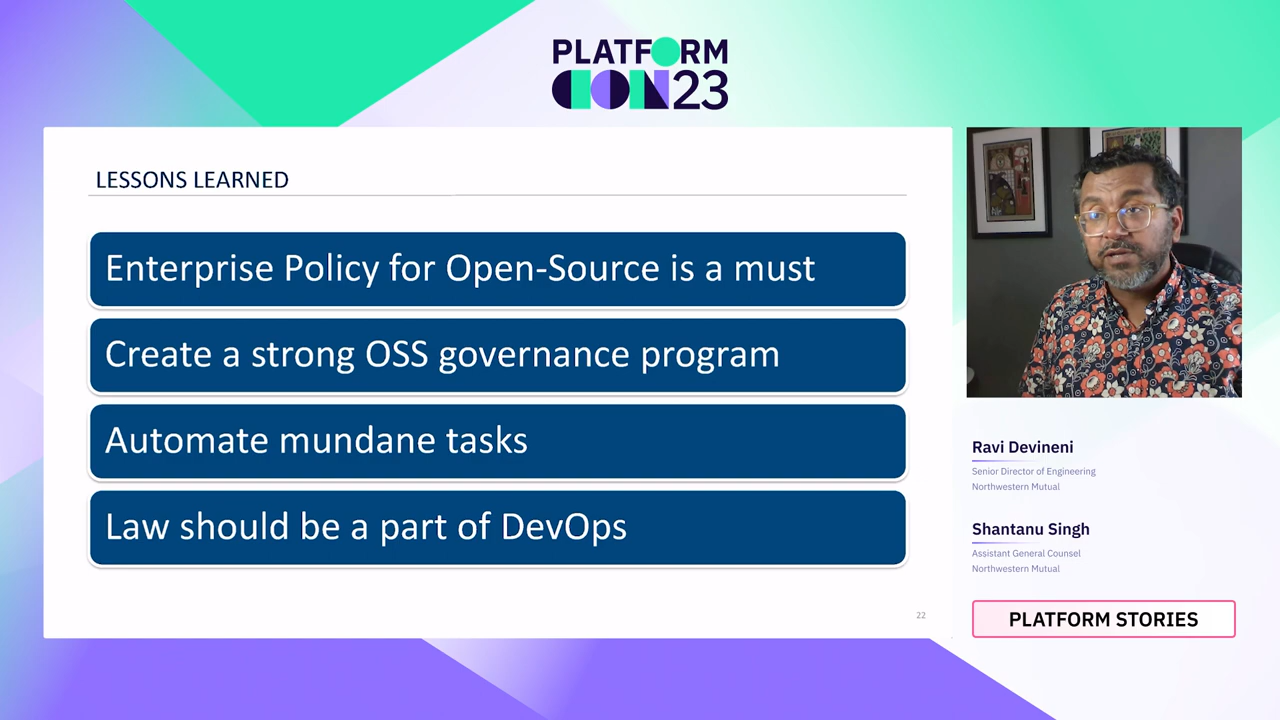 PLATFORM
CON23
LESSONS LEARNED
Enterprise Policy for Open-Source is a must
Create a strong OSS governance program
Automate mundane tasks
Law should be a part of DevOps
22
Ravi Devineni
Senior Director of Engineering
Northwestern Mutual
Shantanu Singh
Assistant General Counsel
Northwestern Mutual
PLATFORM STORIES